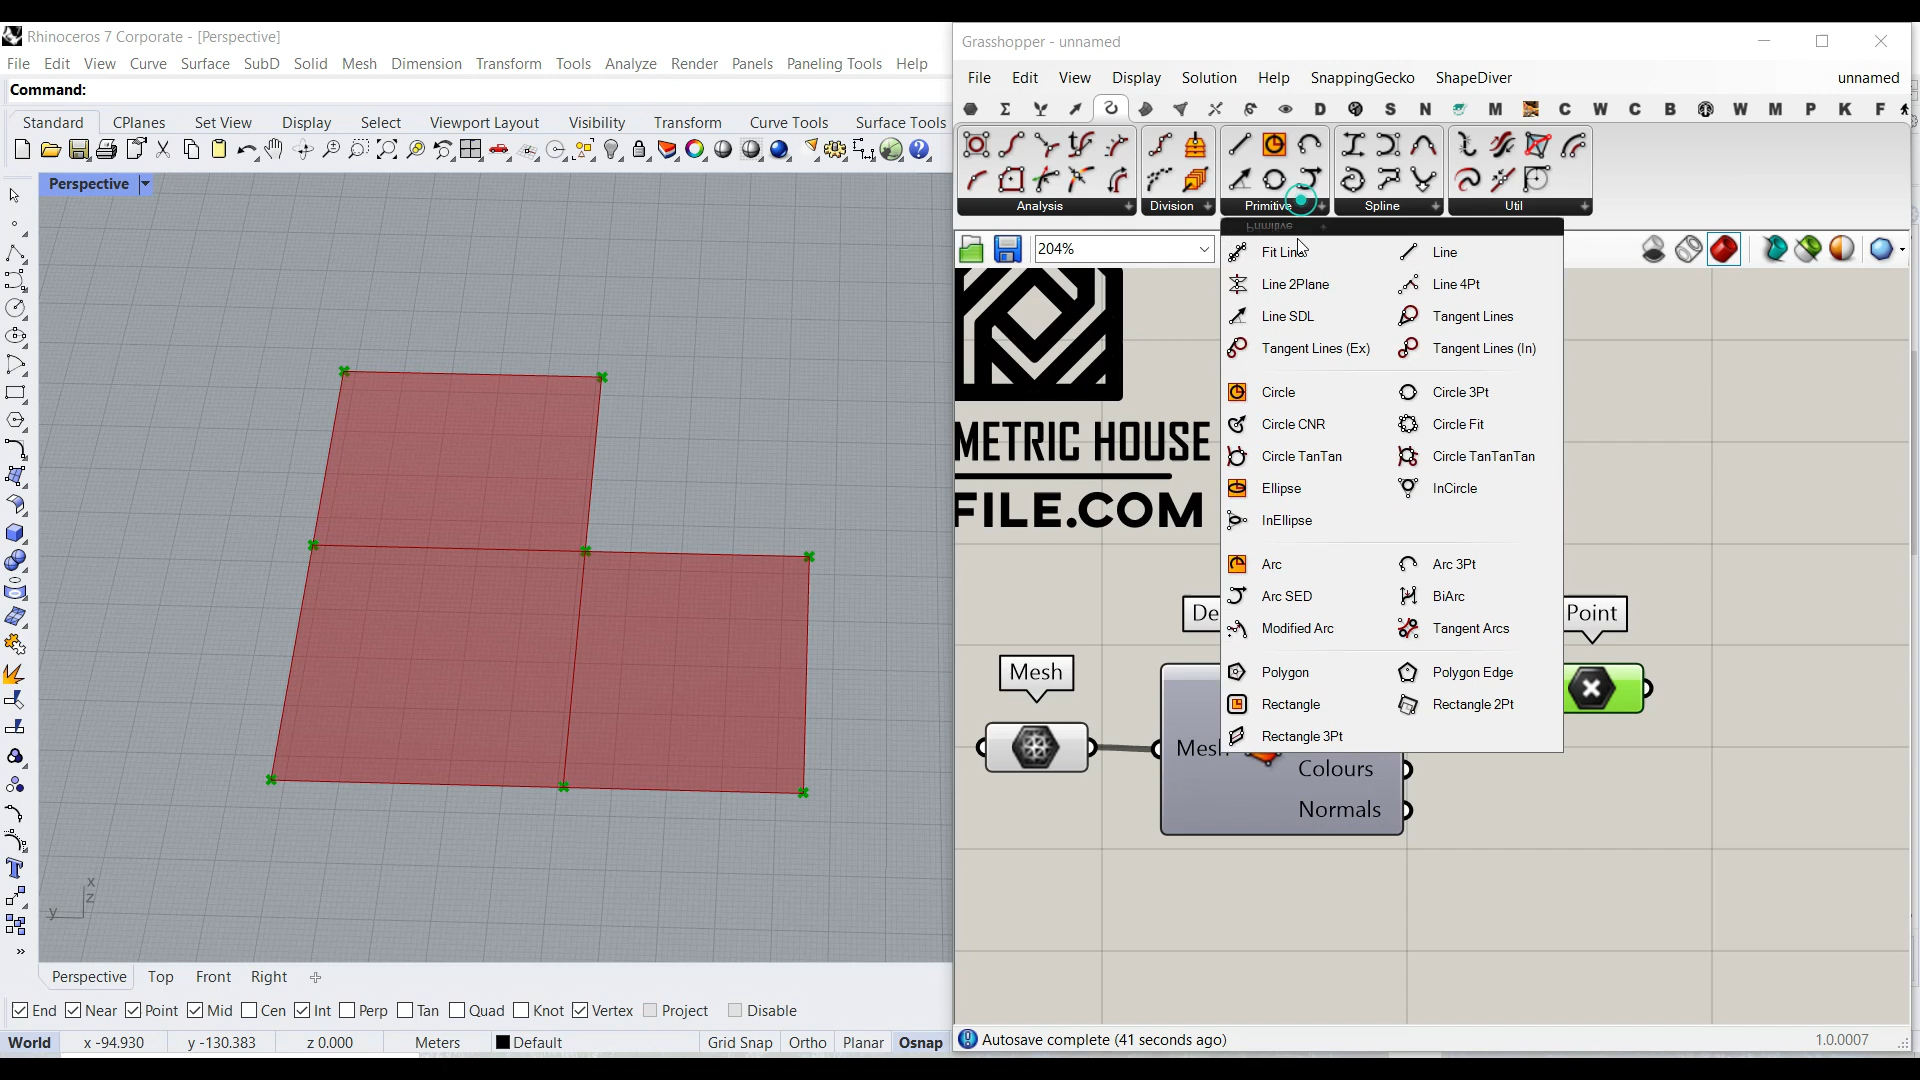 Rhinoceros 7 Corporate - [Perspective]
File Edit View Curve Surface SubD Solid Mesh Dimension Transform Tools Analyze Render Panels Paneling Tools Help
Command:
Standard CPlanes Set View Display Select Viewport Layout Visibility Transform Curve Tools Surface Tools
Perspective
x
z
y
Perspective Top Front Right
End Near Point Mid Cen Int Perp Tan Quad Knot Vertex Project Disable
World x -94.930 y -130.383 z 0.000 Meters Default Grid Snap Ortho Planar Osnap
Grasshopper - unnamed
File Edit View Display Solution Help SnappingGecko ShapeDiver unnamed
D S N M C W C B W M P K F
Analysis Division Primitive Spline Util
204%
Primitive
Fit Lin Line
Line 2Plane Line 4Pt
Line SDL Tangent Lines
Tangent Lines (Ex) Tangent Lines (In)
Circle Circle 3Pt
Circle CNR Circle Fit
Circle TanTan Circle TanTanTan
Ellipse InCircle
InEllipse
Arc Arc 3Pt
Arc SED BiArc
Modified Arc Tangent Arcs
Polygon Polygon Edge
Rectangle Rectangle 2Pt
Rectangle 3Pt
METRIC HOUSE
FILE.COM
De
Point
Mesh
Mesh
Colours
Normals
Autosave complete (41 seconds ago)
1.0.0007